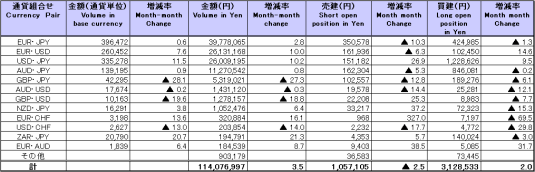 通貨組合せ 金額(通貨単位) 増減率 金額(円) 増減率 売建(円) 増減率 買建(円) 増減率
Currency Pair Volume in base currency Month-month Change Volume in Yen Month-month change Short open position in Yen Month month change Long open position in Yen Month month Change
EUR・JPY 396,472 0.6 39,778,065 2.8 350,578 ▲ 10.3 424,985 ▲ 1.3
EUR・USD 260,452 7.6 26,131,168 10.0 161,936 ▲ 6.3 102,450 14.6
USD・JPY 335,278 11.5 26,009,195 10.2 151,182 26.9 1,228,626 9.5
AUD・JPY 139,195 0.9 11,270,542 0.8 162,398 ▲ 5.3 846,081 ▲ 0.2
GBP・JPY 42,295 ▲ 28.1 5,319,021 ▲ 27.3 102,557 ▲ 12.8 189,276 ▲ 6.1
AUD・USD 17,674 ▲ 0.2 1,431,120 ▲ 0.3 19,578 ▲ 14.4 25,281 ▲ 12.1
GBP・USD 10,163 ▲ 19.6 1,278,157 ▲ 18.8 22,208 25.3 8,983 ▲ 7.7
NZD・JPY 16,291 3.8 1,052,476 6.4 33,217 37.2 72,323 ▲ 15.3
EUR・CHF 3,198 13.6 320,884 16.1 968 327.0 7,197 ▲ 69.5
USD・CHF 2,627 ▲ 13.0 203,854 ▲ 14.0 2,232 ▲ 17.7 4,772 ▲ 29.8
ZAR・JPY 20,790 20.7 194,791 21.3 4,353 5.7 140,024 ▲ 3.0
EUR・AUD 1,839 6.4 184,539 8.7 9,403 38.5 5,085 31.7
その他 903,179 36,583 73,445
計 114,076,997 3.5 1,057,105 ▲ 2.5 3,128,533 2.0